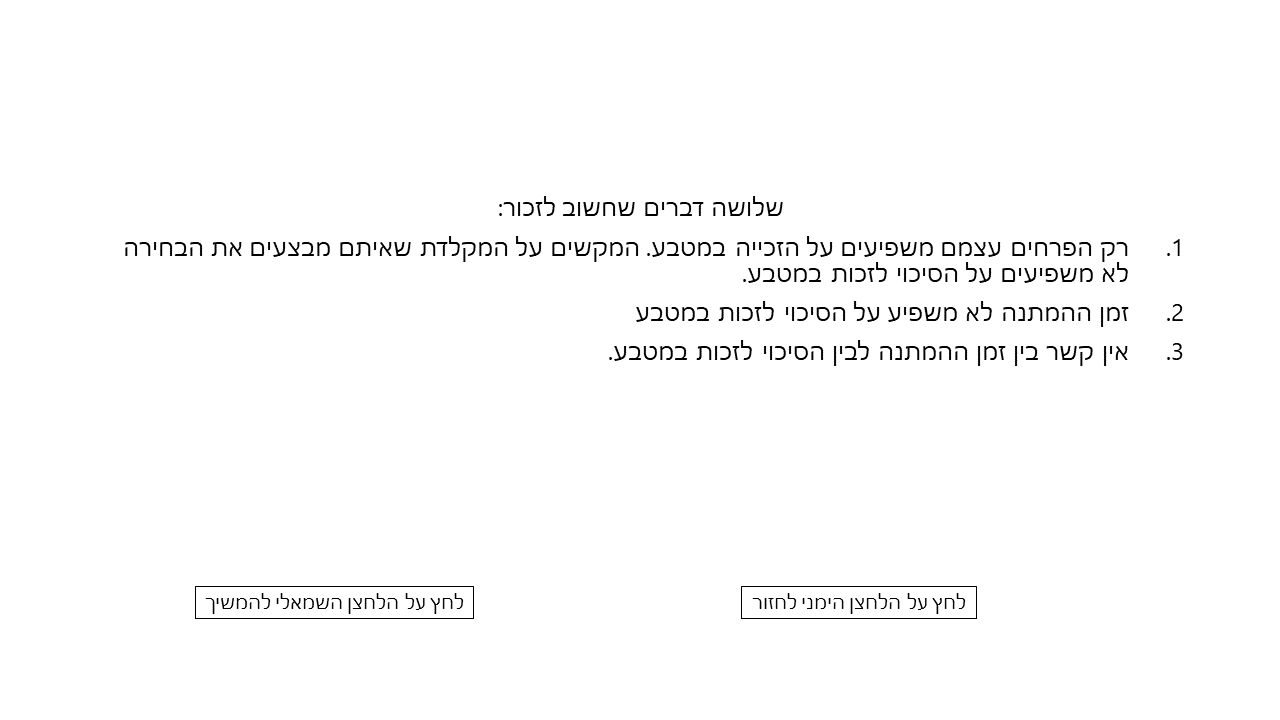 שלושה דברים שחשוב לזכור:
1. רק הפרחים עצמם משפיעים על הזכייה במטבע. המקשים על המקלדת שאיתם מבצעים את הבחירה
לא משפיעים על הסיכוי לזכות במטבע.
2. זמן ההמתנה לא משפיע על הסיכוי לזכות במטבע
3. אין קשר בין זמן ההמתנה לבין הסיכוי לזכות במטבע.
לחץ על הלחצן הימני לחזור
לחץ על הלחצן השמאלי להמשיך